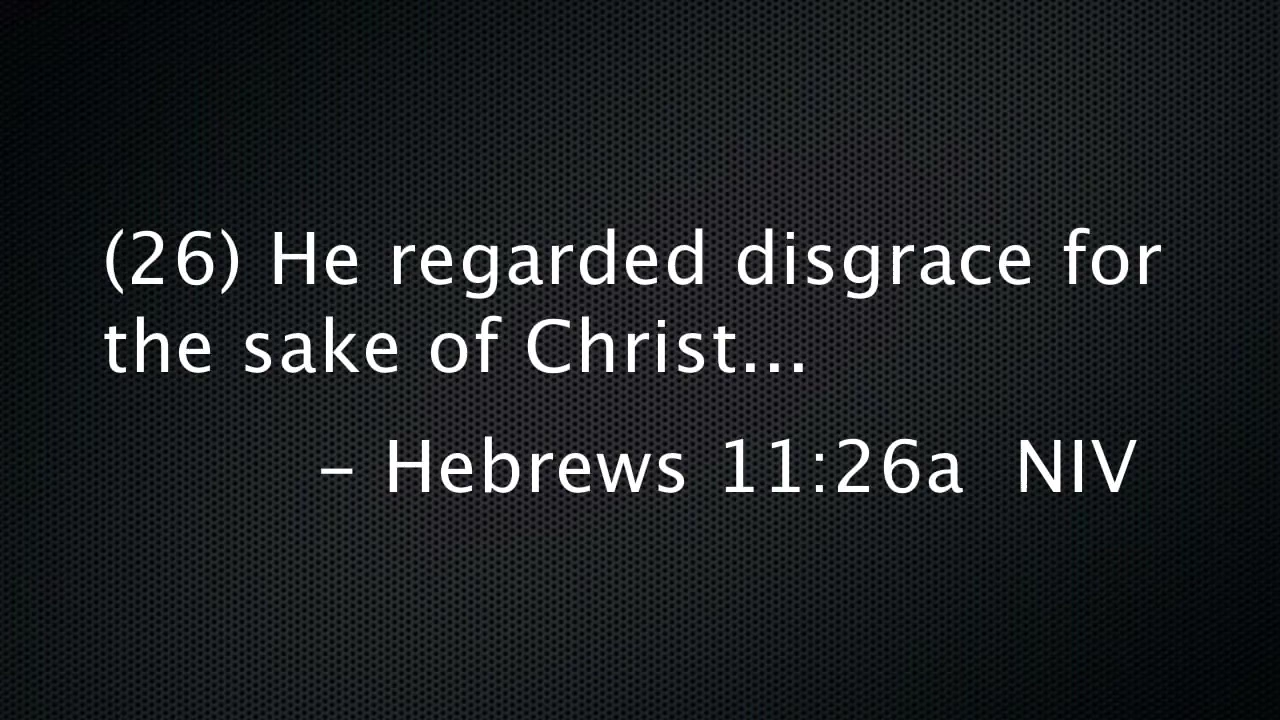 (26) He regarded disgrace for
the sake of Christ...
– Hebrews 11:26a  NIV